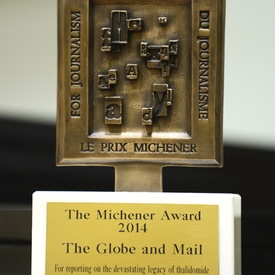 FOR JOURNALISM
DU JOURNALISME
LE PRIX MICHENER
The Michener Award
2014
The Globe and Mail
For reporting on the devastating legacy of thalidomide